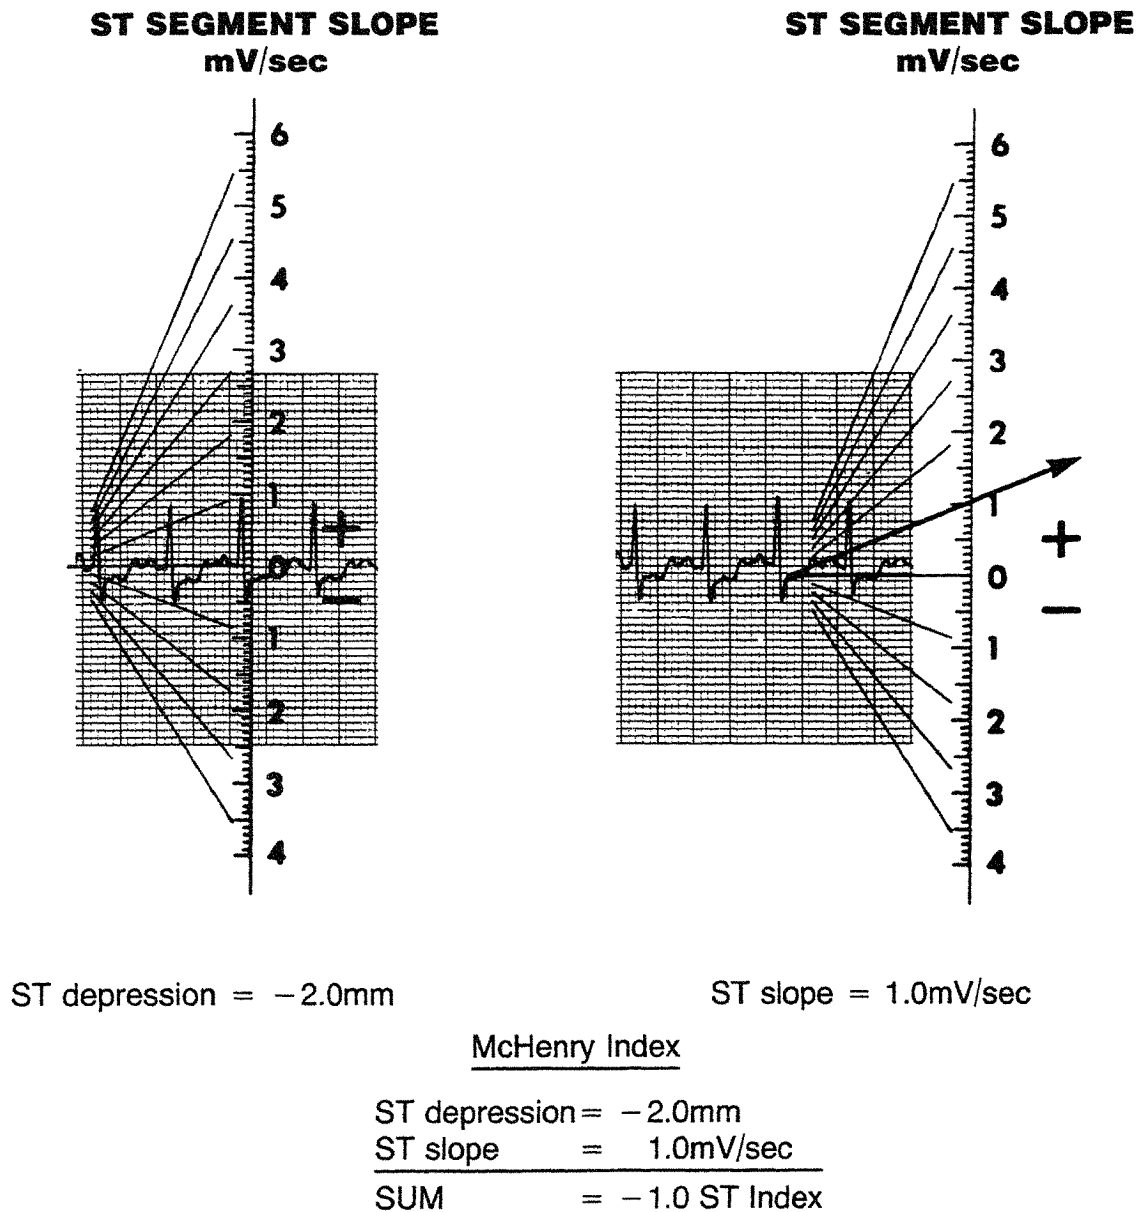 ST SEGMENT SLOPE
mV/sec
6
5
4
3
2
1
+
0
−
1
2
3
4
ST SEGMENT SLOPE
mV/sec
6
5
4
3
2
1
+
0
−
1
2
3
4
ST depression = −2.0mm
ST slope = 1.0mV/sec
McHenry Index
ST depression = −2.0mm
ST slope = 1.0mV/sec
SUM = −1.0 ST Index